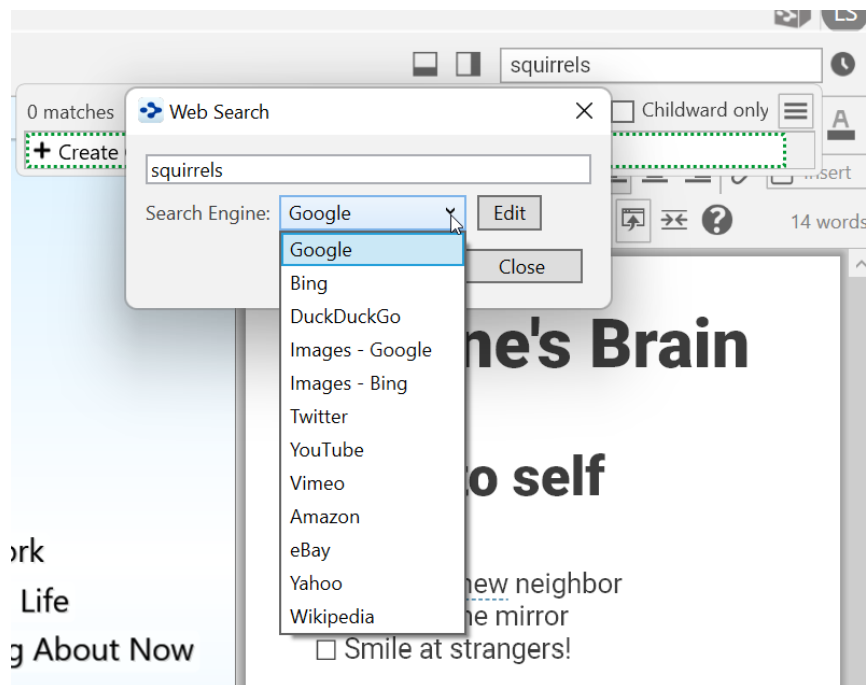 LS
squirrels
0 matches
Web Search
Childward only
A
+ Create
squirrels
Search Engine: Google Edit
Google
Close
Bing
DuckDuckGo
Images - Google
Images - Bing
Twitter
YouTube
Vimeo
Amazon
eBay
Yahoo
Wikipedia
14 words
ne's Brain
o self
new neighbor
he mirror
Smile at strangers!
ork
Life
g About Now